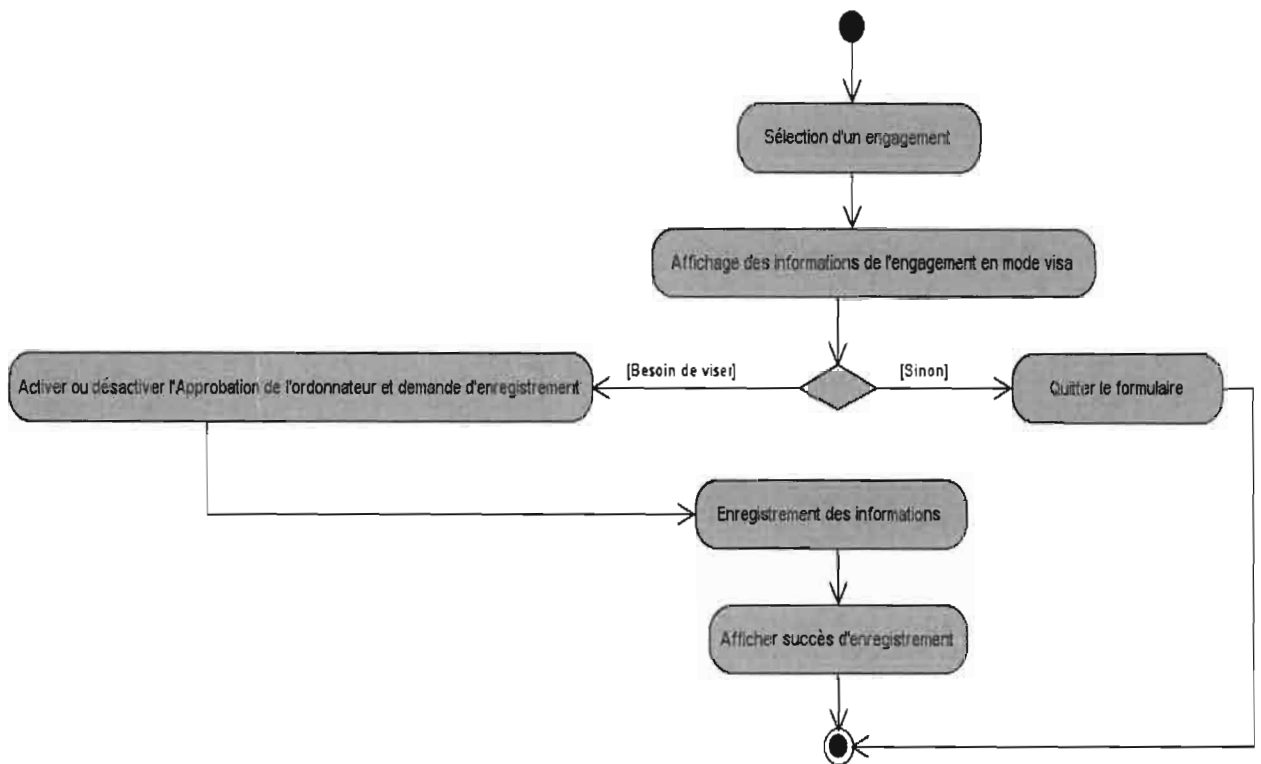 Sélection d'un engagement
Affichage des informations de l'engagement en mode visa
[Besoin de viser]
[Sinon]
Activer ou désactiver l'Approbation de l'ordonnateur et demande d'enregistrement
Quitter le formulaire
Enregistrement des informations
Afficher succès d'enregistrement